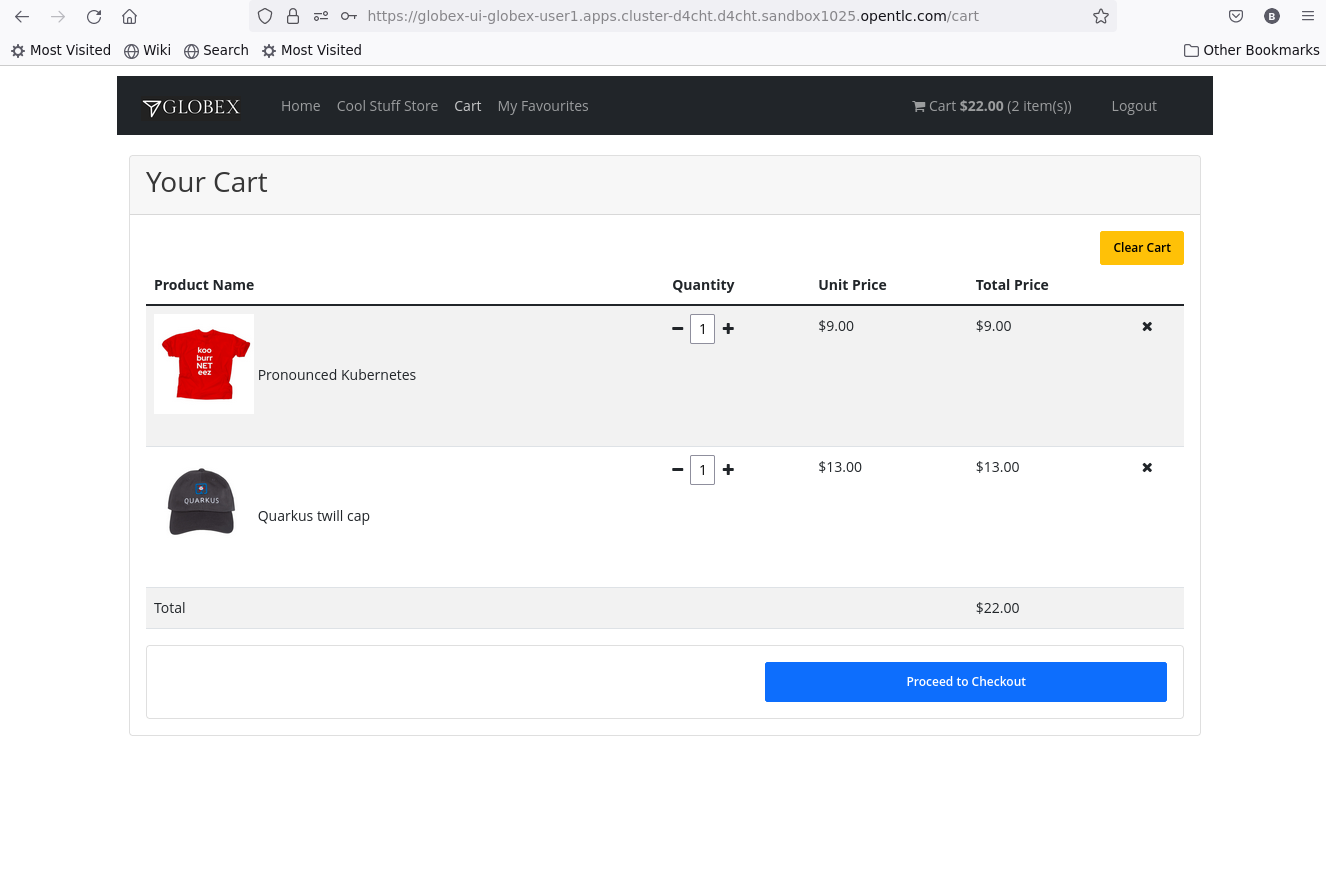 https://globex-ui-globex-user1.apps.cluster-d4cht.d4cht.sandbox1025.opentlc.com/cart
B
Most Visited Wiki Search Most Visited Other Bookmarks
GLOBEX Home Cool Stuff Store Cart My Favourites Cart $22.00 (2 item(s)) Logout
Your Cart
Clear Cart
Product Name Quantity Unit Price Total Price
koo
burr
NET
eez
Pronounced Kubernetes
1 $9.00 $9.00
QUARKUS
Quarkus twill cap
1 $13.00 $13.00
Total $22.00
Proceed to Checkout